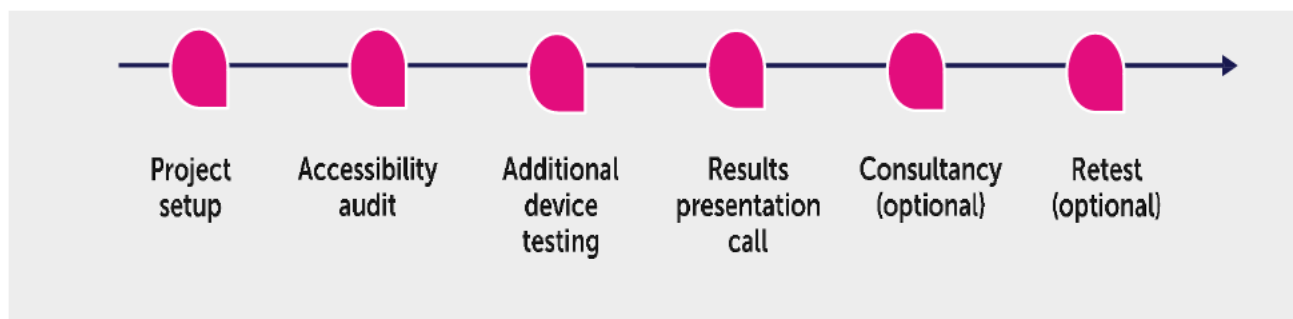 Project
setup
Accessibility
audit
Additional
device
testing
Results
presentation
call
Consultancy
(optional)
Retest
(optional)